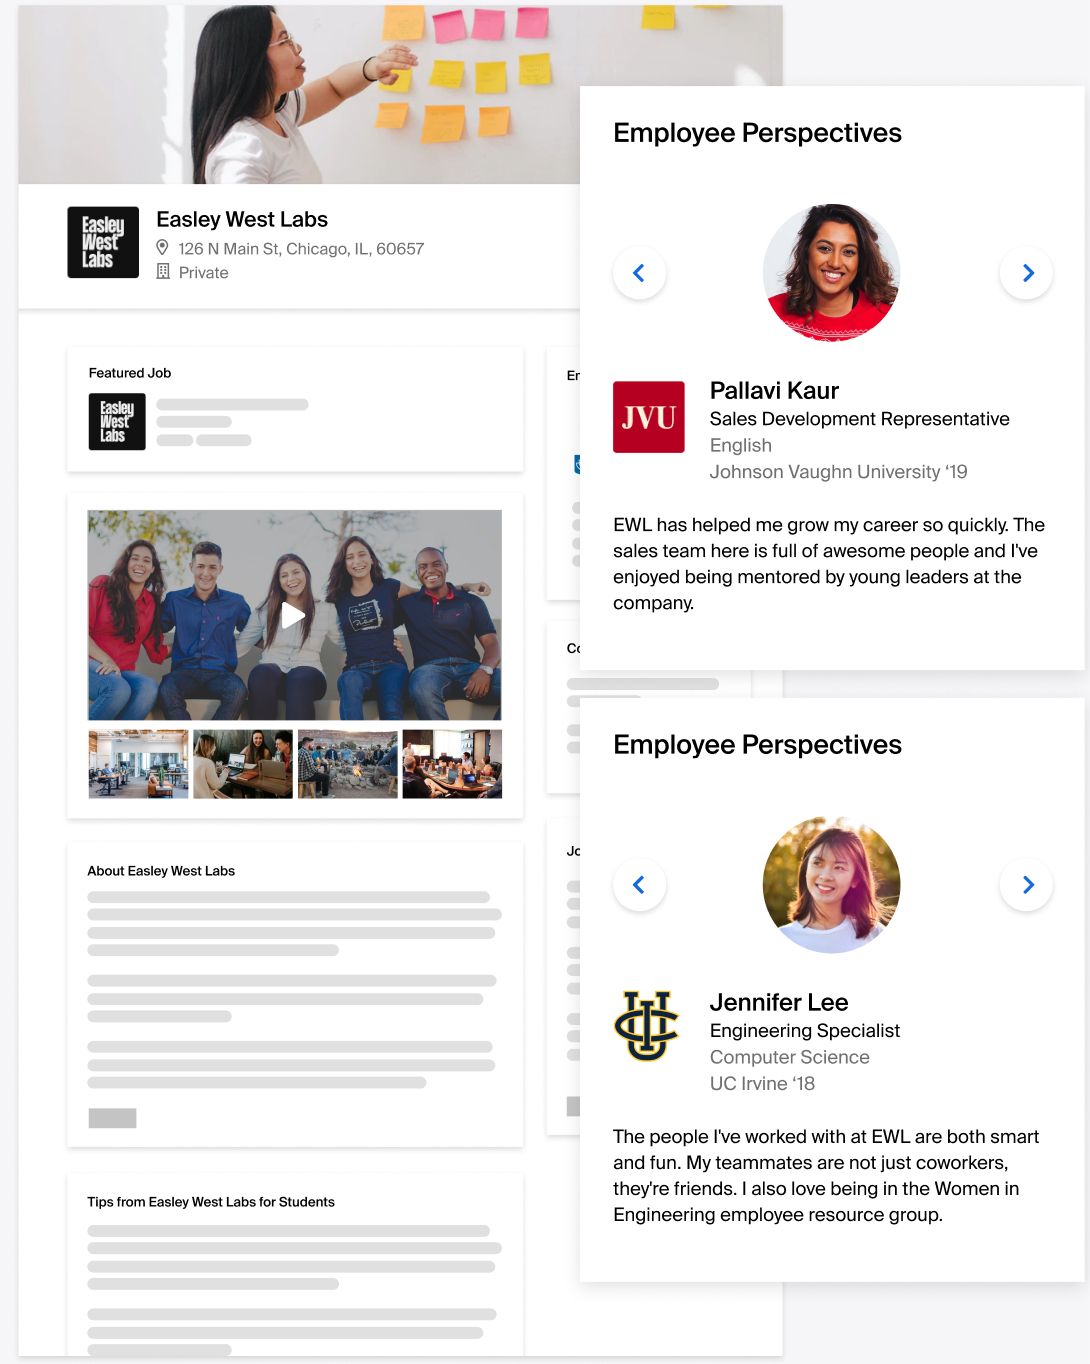 Easley
West
Labs
Easley West Labs
126 N Main St, Chicago, IL, 60657
Private
Featured Job
Easley
West
Labs
About Easley West Labs
Tips from Easley West Labs for Students
Er
Co
Jo
Employee Perspectives
JVU
Pallavi Kaur
Sales Development Representative
English
Johnson Vaughn University ‘19
EWL has helped me grow my career so quickly. The
sales team here is full of awesome people and I've
enjoyed being mentored by young leaders at the
company.
Employee Perspectives
UC
Jennifer Lee
Engineering Specialist
Computer Science
UC Irvine ‘18
The people I've worked with at EWL are both smart
and fun. My teammates are not just coworkers,
they're friends. I also love being in the Women in
Engineering employee resource group.